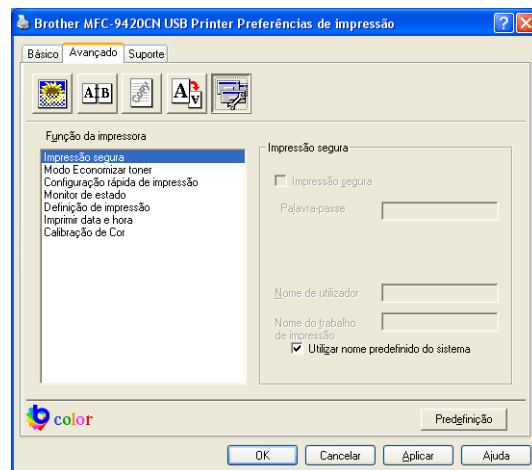 Brother MFC-9420CN USB Printer Preferências de impressão
Básico Avançado Suporte
A B
A V
Função da impressora
Impressão segura
Modo Economizar toner
Configuração rápida de impressão
Monitor de estado
Definição de impressão
Imprimir data e hora
Calibração de Cor
Impressão segura
Impressão segura
Palavra-passe
Nome de utilizador
Nome do trabalho
de impressão
Utilizar nome predefinido do sistema
color
Predefinição
OK Cancelar Aplicar Ajuda